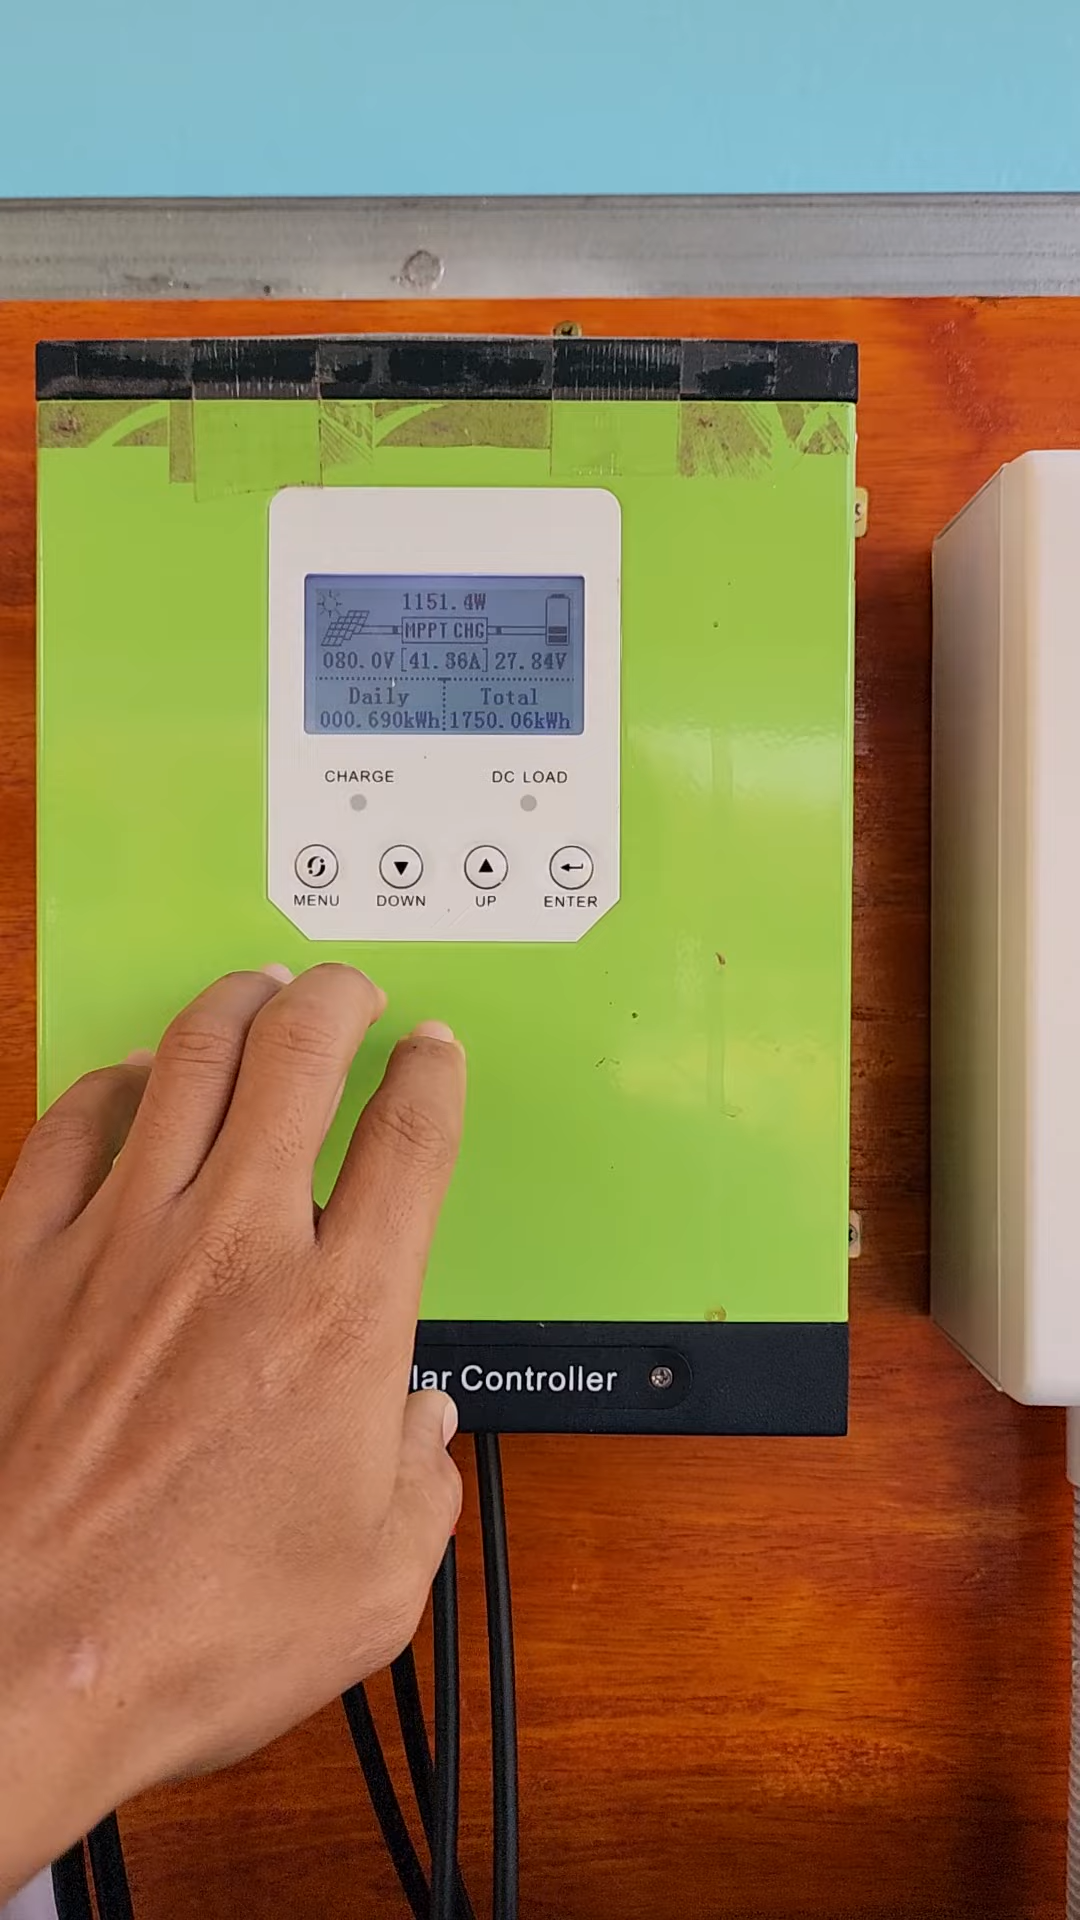 1151.4W
MPPT CHG
080.0V[41.36A]27.84V
Daily Total
000.690kWh 1750.06kWh
CHARGE DC LOAD
MENU DOWN UP ENTER
lar Controller